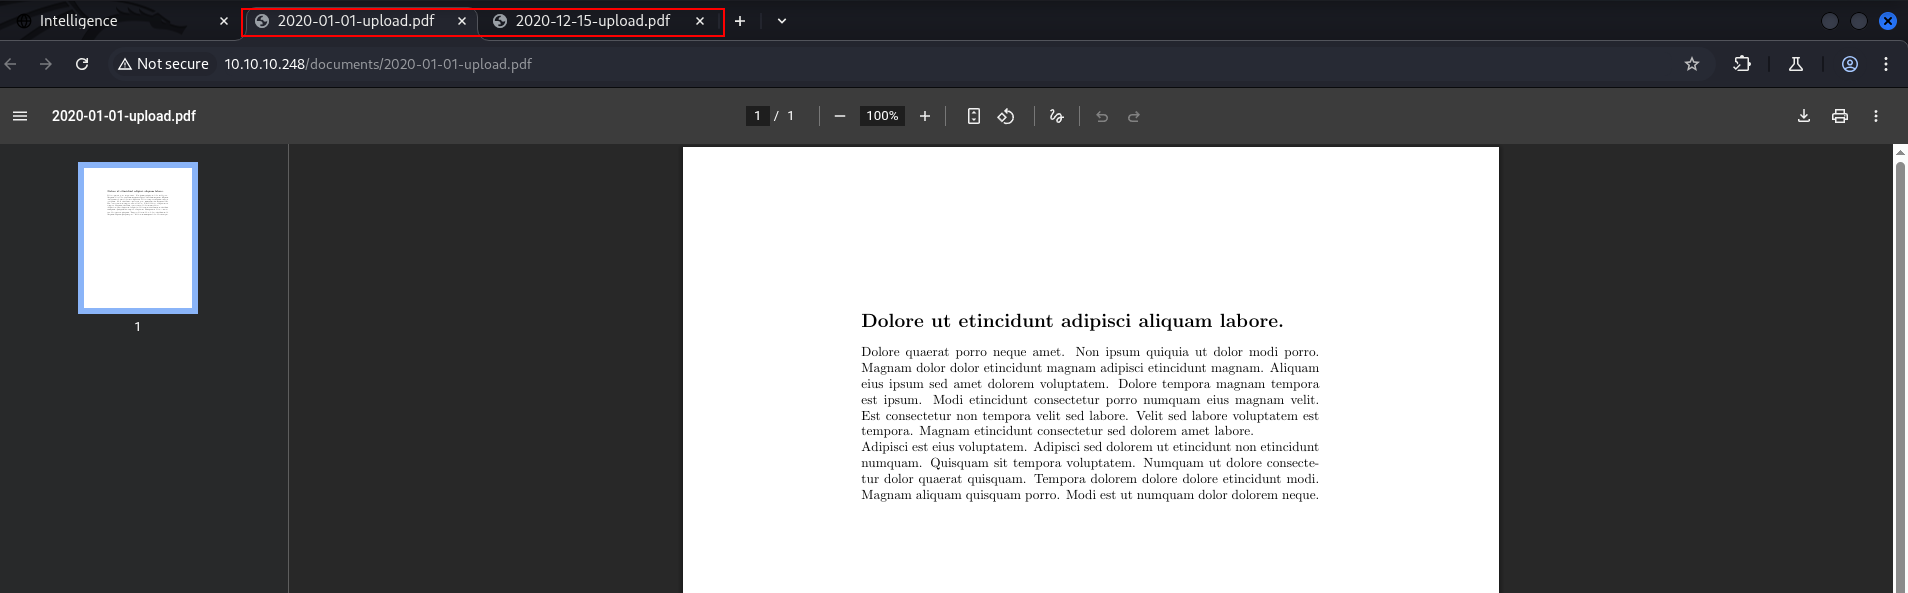 Intelligence
2020-01-01-upload.pdf
2020-12-15-upload.pdf
Not secure
10.10.10.248/documents/2020-01-01-upload.pdf
2020-01-01-upload.pdf
1 / 1
100%
1
Dolore ut etincidunt adipisci aliquam labore.
Dolore quaerat porro neque amet. Non ipsum quiquia ut dolor modi porro.
Magnam dolor dolor etincidunt magnam adipisci etincidunt magnam. Aliquam
eius ipsum sed amet dolorem voluptatem. Dolore tempora magnam tempora
est ipsum. Modi etincidunt consectetur porro numquam eius magnam velit.
Est consectetur non tempora velit sed labore. Velit sed labore voluptatem est
tempora. Magnam etincidunt consectetur sed dolorem amet labore.
Adipisci est eius voluptatem. Adipisci sed dolorem ut etincidunt non etincidunt
numquam. Quisquam sit tempora voluptatem. Numquam ut dolore consecte-
tur dolor quaerat quisquam. Tempora dolorem dolore dolore etincidunt modi.
Magnam aliquam quisquam porro. Modi est ut numquam dolor dolorem neque.